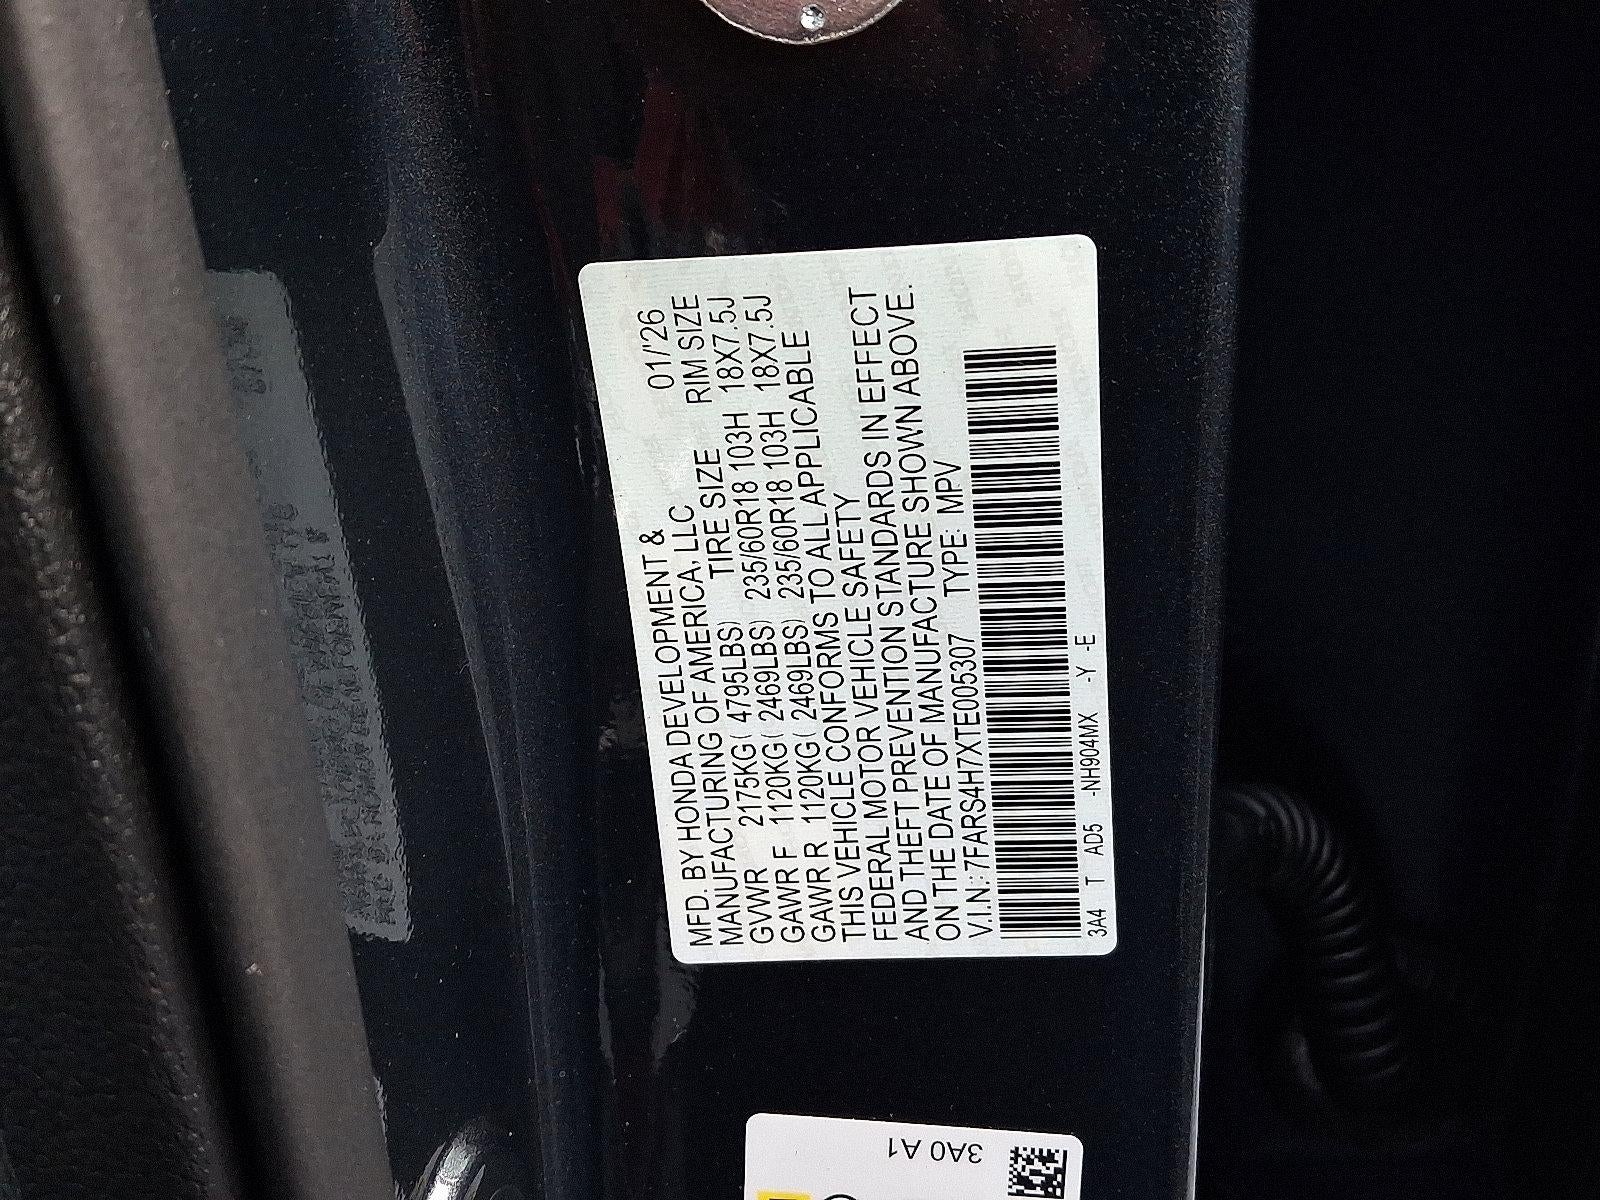 MFD. BY HONDA DEVELOPMENT & 01/'26
MANUFACTURING OF AMERICA, LLC TIRE SIZE RIM SIZE
GVWR 2175KG( 4795LBS) 235/60R18 103H 18X7.5J
GAWR F 1120KG( 2469LBS) 235/60R18 103H 18X7.5J
GAWR R 1120KG( 2469LBS)
THIS VEHICLE CONFORMS TO ALL APPLICABLE
FEDERAL MOTOR VEHICLE SAFETY
AND THEFT PREVENTION STANDARDS IN EFFECT
ON THE DATE OF MANUFACTURE SHOWN ABOVE.
V.I.N.: 7FARS4H7XTE005307 TYPE: MPV
3A4 T AD5 -NH904MX -Y -E
3A0 A1